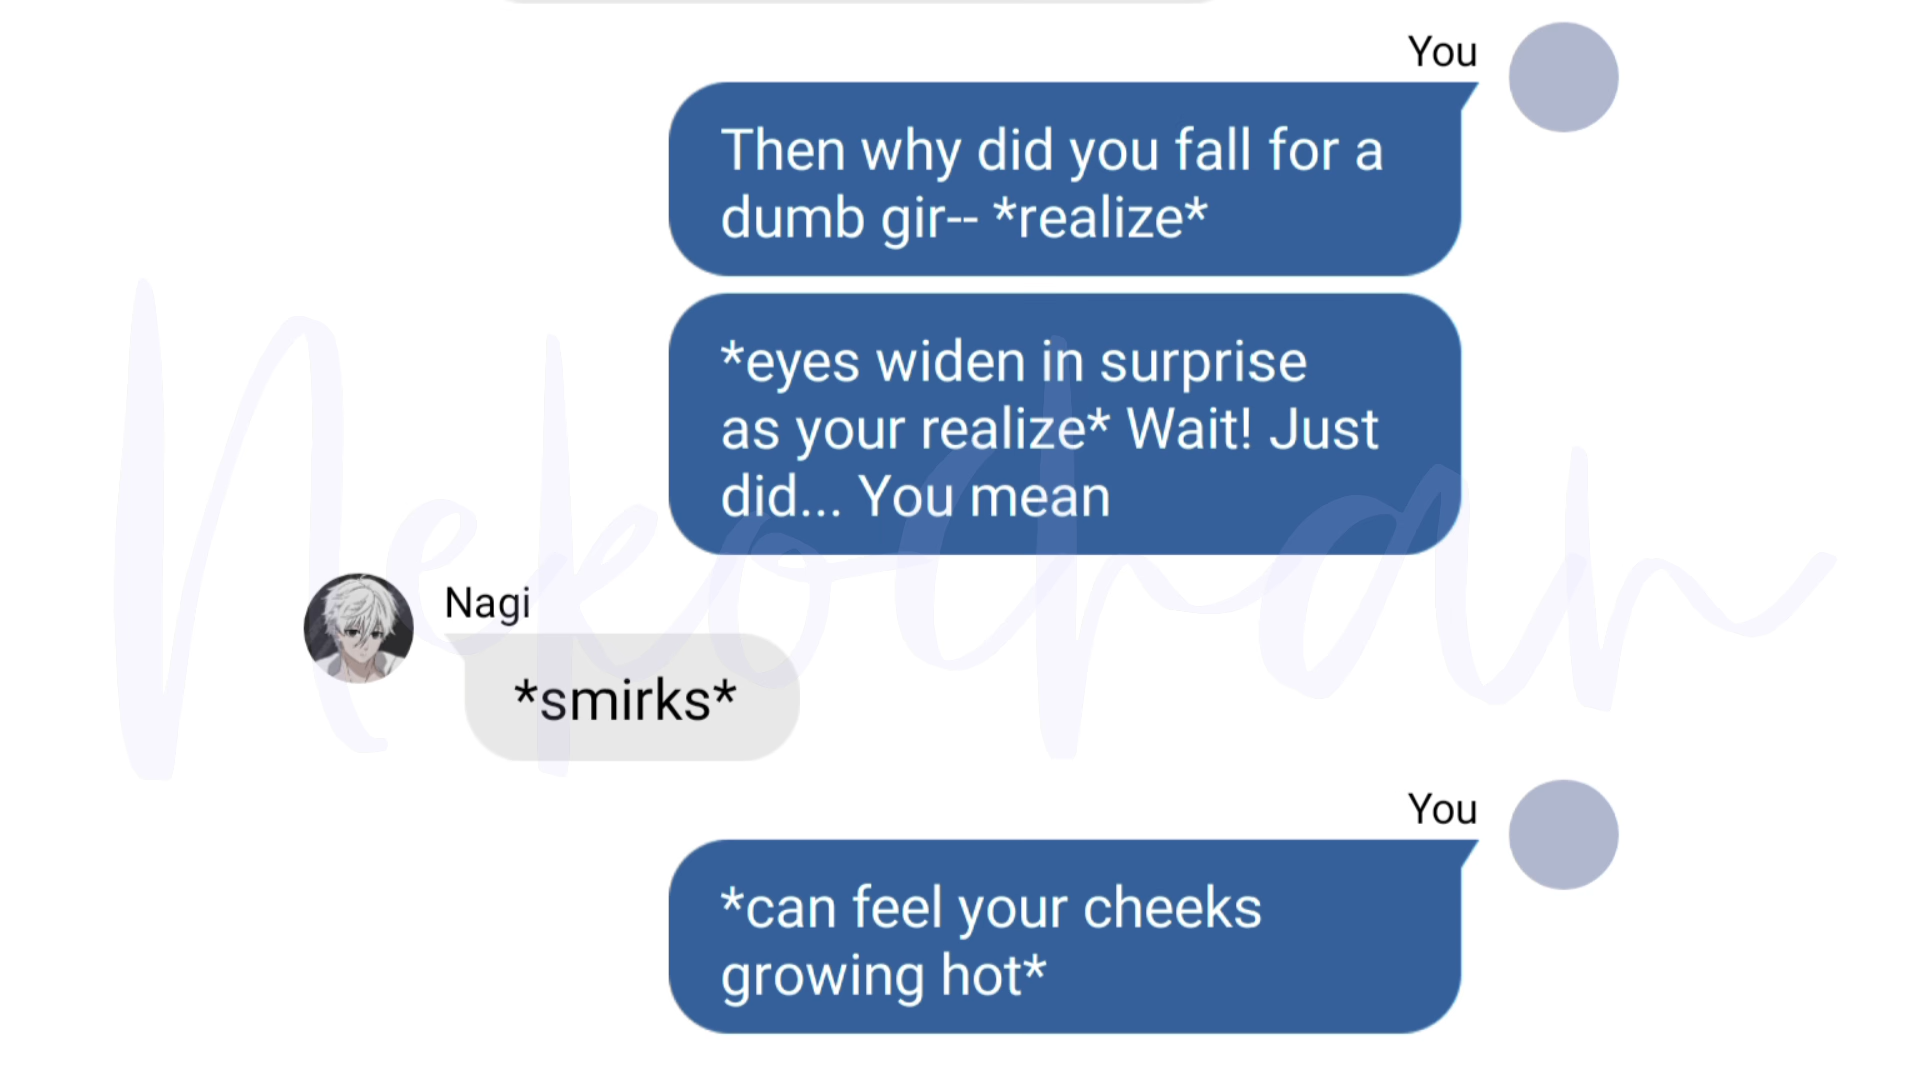 You
Then why did you fall for a
dumb gir-- *realize*
*eyes widen in surprise
as your realize* Wait! Just
did... You mean
Nagi
*smirks*
You
*can feel your cheeks
growing hot*
Nekochan